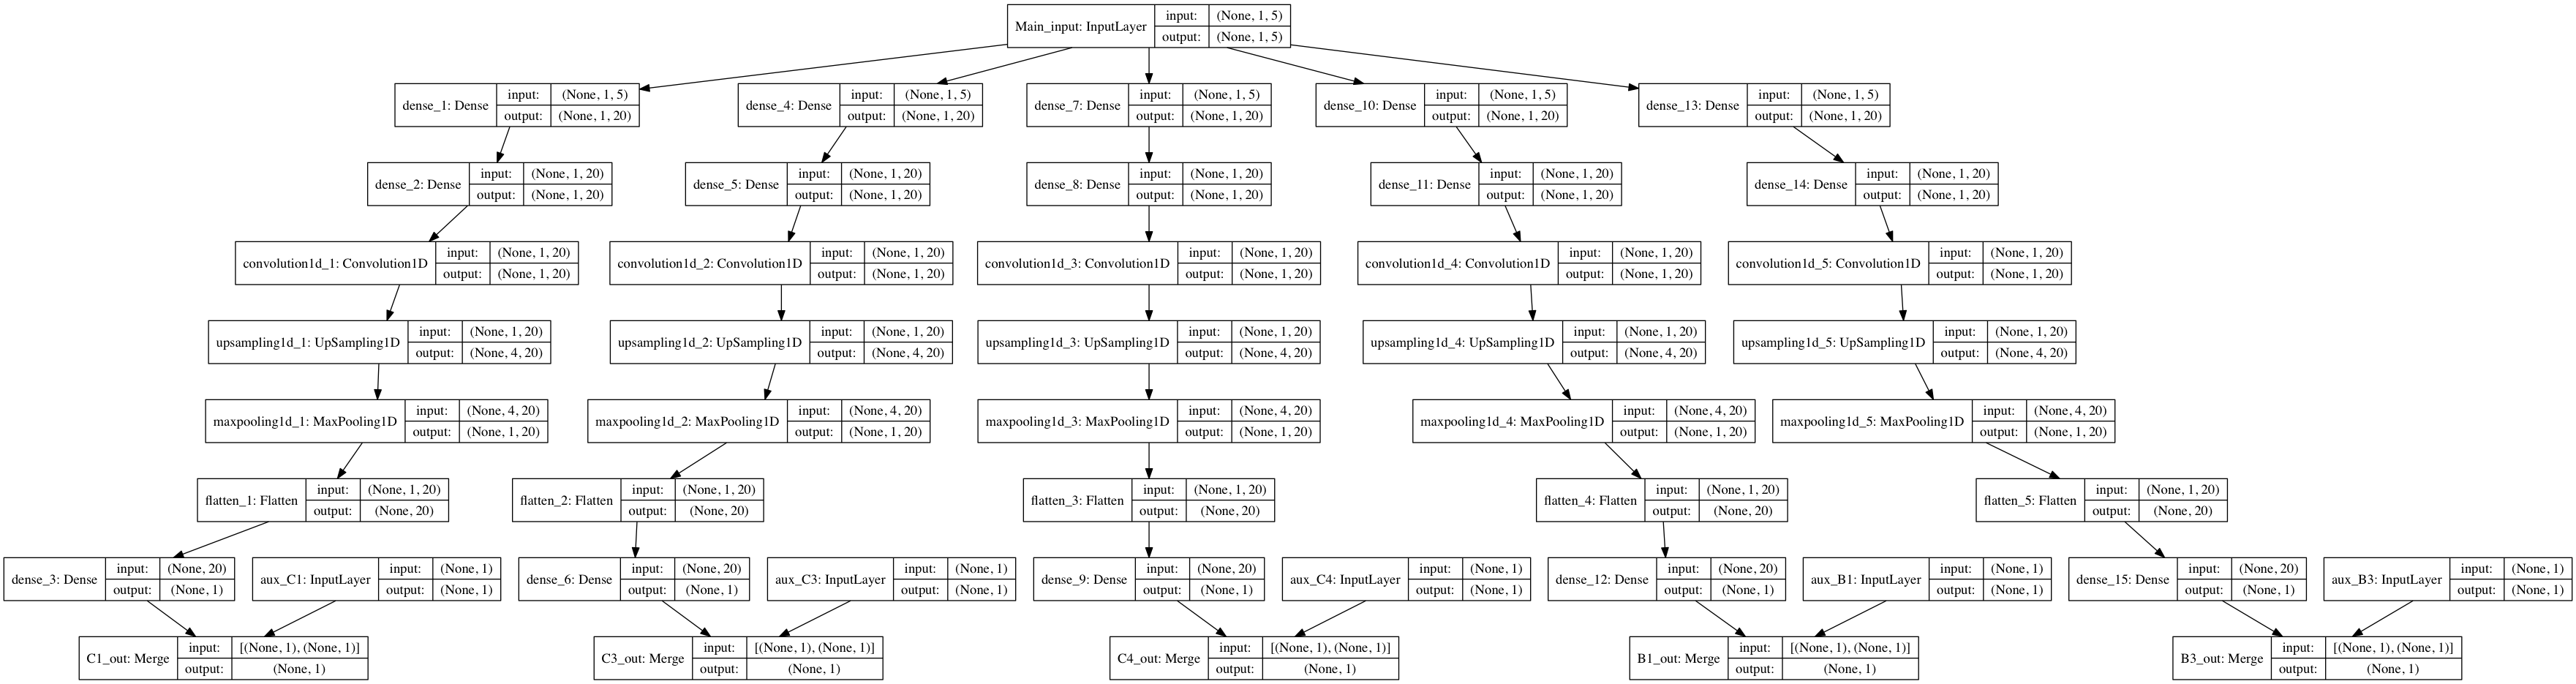 Main_input: InputLayer input: (None, 1, 5)
output: (None, 1, 5)
dense_1: Dense input: (None, 1, 5)
output: (None, 1, 20)
dense_4: Dense input: (None, 1, 5)
output: (None, 1, 20)
dense_7: Dense input: (None, 1, 5)
output: (None, 1, 20)
dense_10: Dense input: (None, 1, 5)
output: (None, 1, 20)
dense_13: Dense input: (None, 1, 5)
output: (None, 1, 20)
dense_2: Dense input: (None, 1, 20)
output: (None, 1, 20)
dense_5: Dense input: (None, 1, 20)
output: (None, 1, 20)
dense_8: Dense input: (None, 1, 20)
output: (None, 1, 20)
dense_11: Dense input: (None, 1, 20)
output: (None, 1, 20)
dense_14: Dense input: (None, 1, 20)
output: (None, 1, 20)
convolution1d_1: Convolution1D input: (None, 1, 20)
output: (None, 1, 20)
convolution1d_2: Convolution1D input: (None, 1, 20)
output: (None, 1, 20)
convolution1d_3: Convolution1D input: (None, 1, 20)
output: (None, 1, 20)
convolution1d_4: Convolution1D input: (None, 1, 20)
output: (None, 1, 20)
convolution1d_5: Convolution1D input: (None, 1, 20)
output: (None, 1, 20)
upsampling1d_1: UpSampling1D input: (None, 1, 20)
output: (None, 4, 20)
upsampling1d_2: UpSampling1D input: (None, 1, 20)
output: (None, 4, 20)
upsampling1d_3: UpSampling1D input: (None, 1, 20)
output: (None, 4, 20)
upsampling1d_4: UpSampling1D input: (None, 1, 20)
output: (None, 4, 20)
upsampling1d_5: UpSampling1D input: (None, 1, 20)
output: (None, 4, 20)
maxpooling1d_1: MaxPooling1D input: (None, 4, 20)
output: (None, 1, 20)
maxpooling1d_2: MaxPooling1D input: (None, 4, 20)
output: (None, 1, 20)
maxpooling1d_3: MaxPooling1D input: (None, 4, 20)
output: (None, 1, 20)
maxpooling1d_4: MaxPooling1D input: (None, 4, 20)
output: (None, 1, 20)
maxpooling1d_5: MaxPooling1D input: (None, 4, 20)
output: (None, 1, 20)
flatten_1: Flatten input: (None, 1, 20)
output: (None, 20)
flatten_2: Flatten input: (None, 1, 20)
output: (None, 20)
flatten_3: Flatten input: (None, 1, 20)
output: (None, 20)
flatten_4: Flatten input: (None, 1, 20)
output: (None, 20)
flatten_5: Flatten input: (None, 1, 20)
output: (None, 20)
dense_3: Dense input: (None, 20)
output: (None, 1)
aux_C1: InputLayer input: (None, 1)
output: (None, 1)
dense_6: Dense input: (None, 20)
output: (None, 1)
aux_C3: InputLayer input: (None, 1)
output: (None, 1)
dense_9: Dense input: (None, 20)
output: (None, 1)
aux_C4: InputLayer input: (None, 1)
output: (None, 1)
dense_12: Dense input: (None, 20)
output: (None, 1)
aux_B1: InputLayer input: (None, 1)
output: (None, 1)
dense_15: Dense input: (None, 20)
output: (None, 1)
aux_B3: InputLayer input: (None, 1)
output: (None, 1)
C1_out: Merge input: [(None, 1), (None, 1)]
output: (None, 1)
C3_out: Merge input: [(None, 1), (None, 1)]
output: (None, 1)
C4_out: Merge input: [(None, 1), (None, 1)]
output: (None, 1)
B1_out: Merge input: [(None, 1), (None, 1)]
output: (None, 1)
B3_out: Merge input: [(None, 1), (None, 1)]
output: (None, 1)